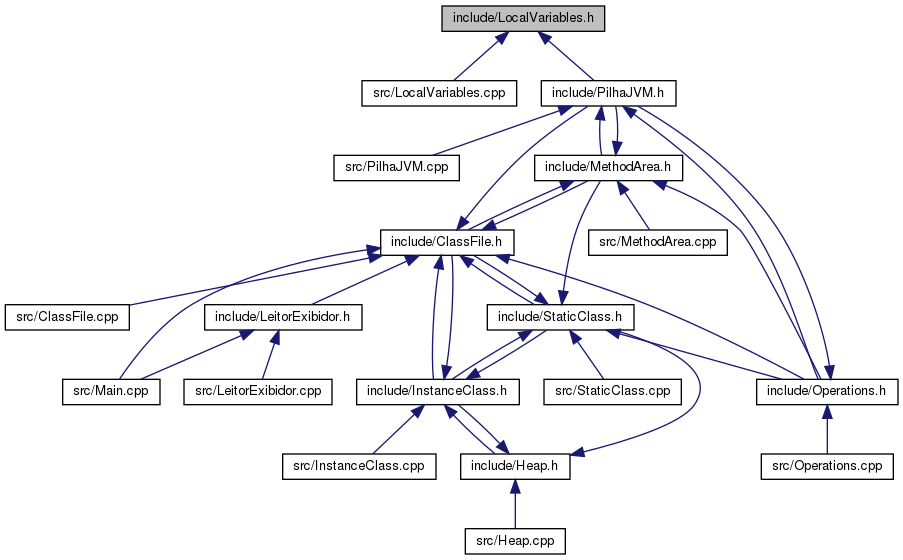 include/LocalVariables.h
src/LocalVariables.cpp
include/PilhaJVM.h
src/PilhaJVM.cpp
include/MethodArea.h
include/ClassFile.h
src/MethodArea.cpp
src/ClassFile.cpp
include/LeitorExibidor.h
include/StaticClass.h
src/Main.cpp
src/LeitorExibidor.cpp
include/InstanceClass.h
src/StaticClass.cpp
include/Operations.h
src/InstanceClass.cpp
include/Heap.h
src/Operations.cpp
src/Heap.cpp